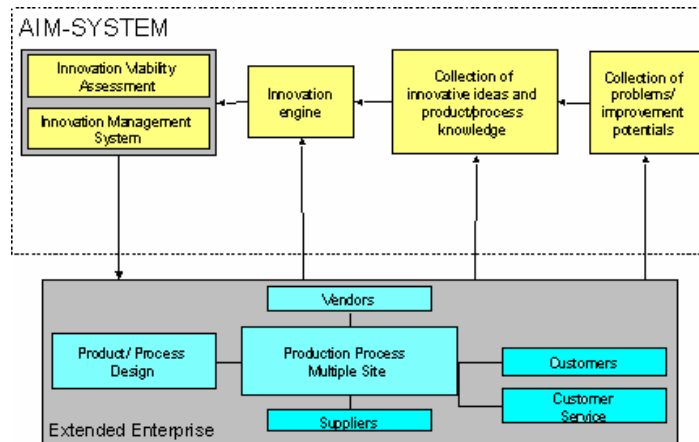 AIM-SYSTEM
Innovation Viability
Assessment
Innovation Management
System
Innovation
engine
Collection of
innovative ideas and
product/process
knowledge
Collection of
problems/
improvement
potentials
Vendors
Product/ Process
Design
Production Process
Multiple Site
Customers
Customer
Service
Suppliers
Extended Enterprise